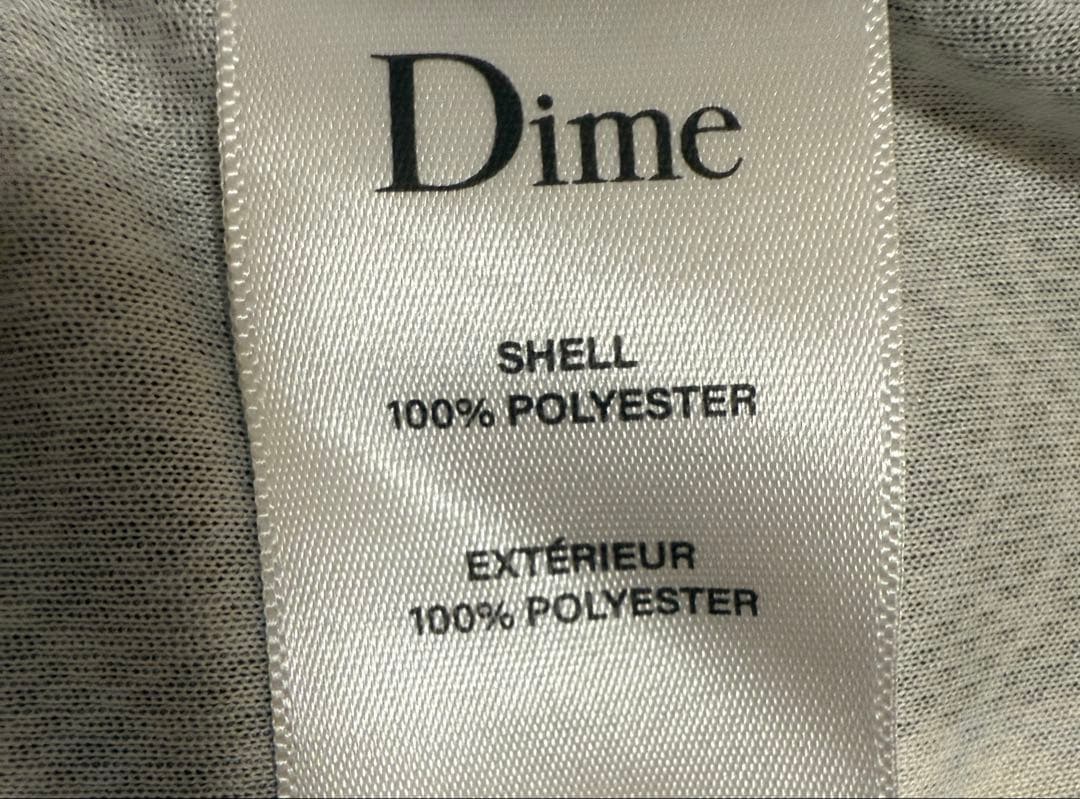 Dime
SHELL
100% POLYESTER
EXTÉRIEUR
100% POLYESTER